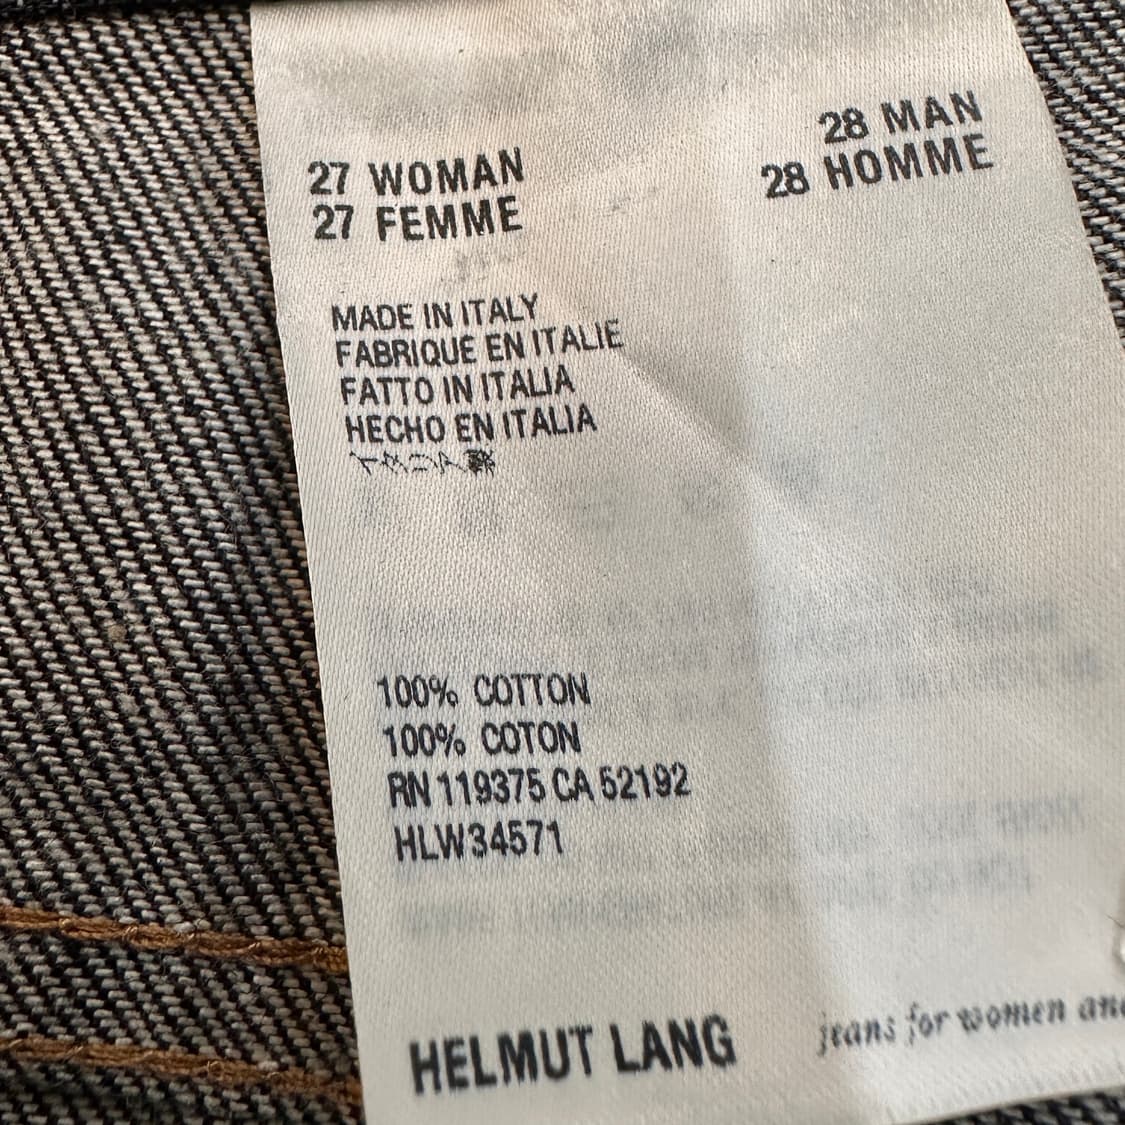 28 MAN
28 HOMME
27 WOMAN
27 FEMME
MADE IN ITALY
FABRIQUE EN ITALIE
FATTO IN ITALIA
HECHO EN ITALIA
100% COTTON
100% COTON
RN 119375 CA 52192
HLW34571
HELMUT LANG
jeans for women and